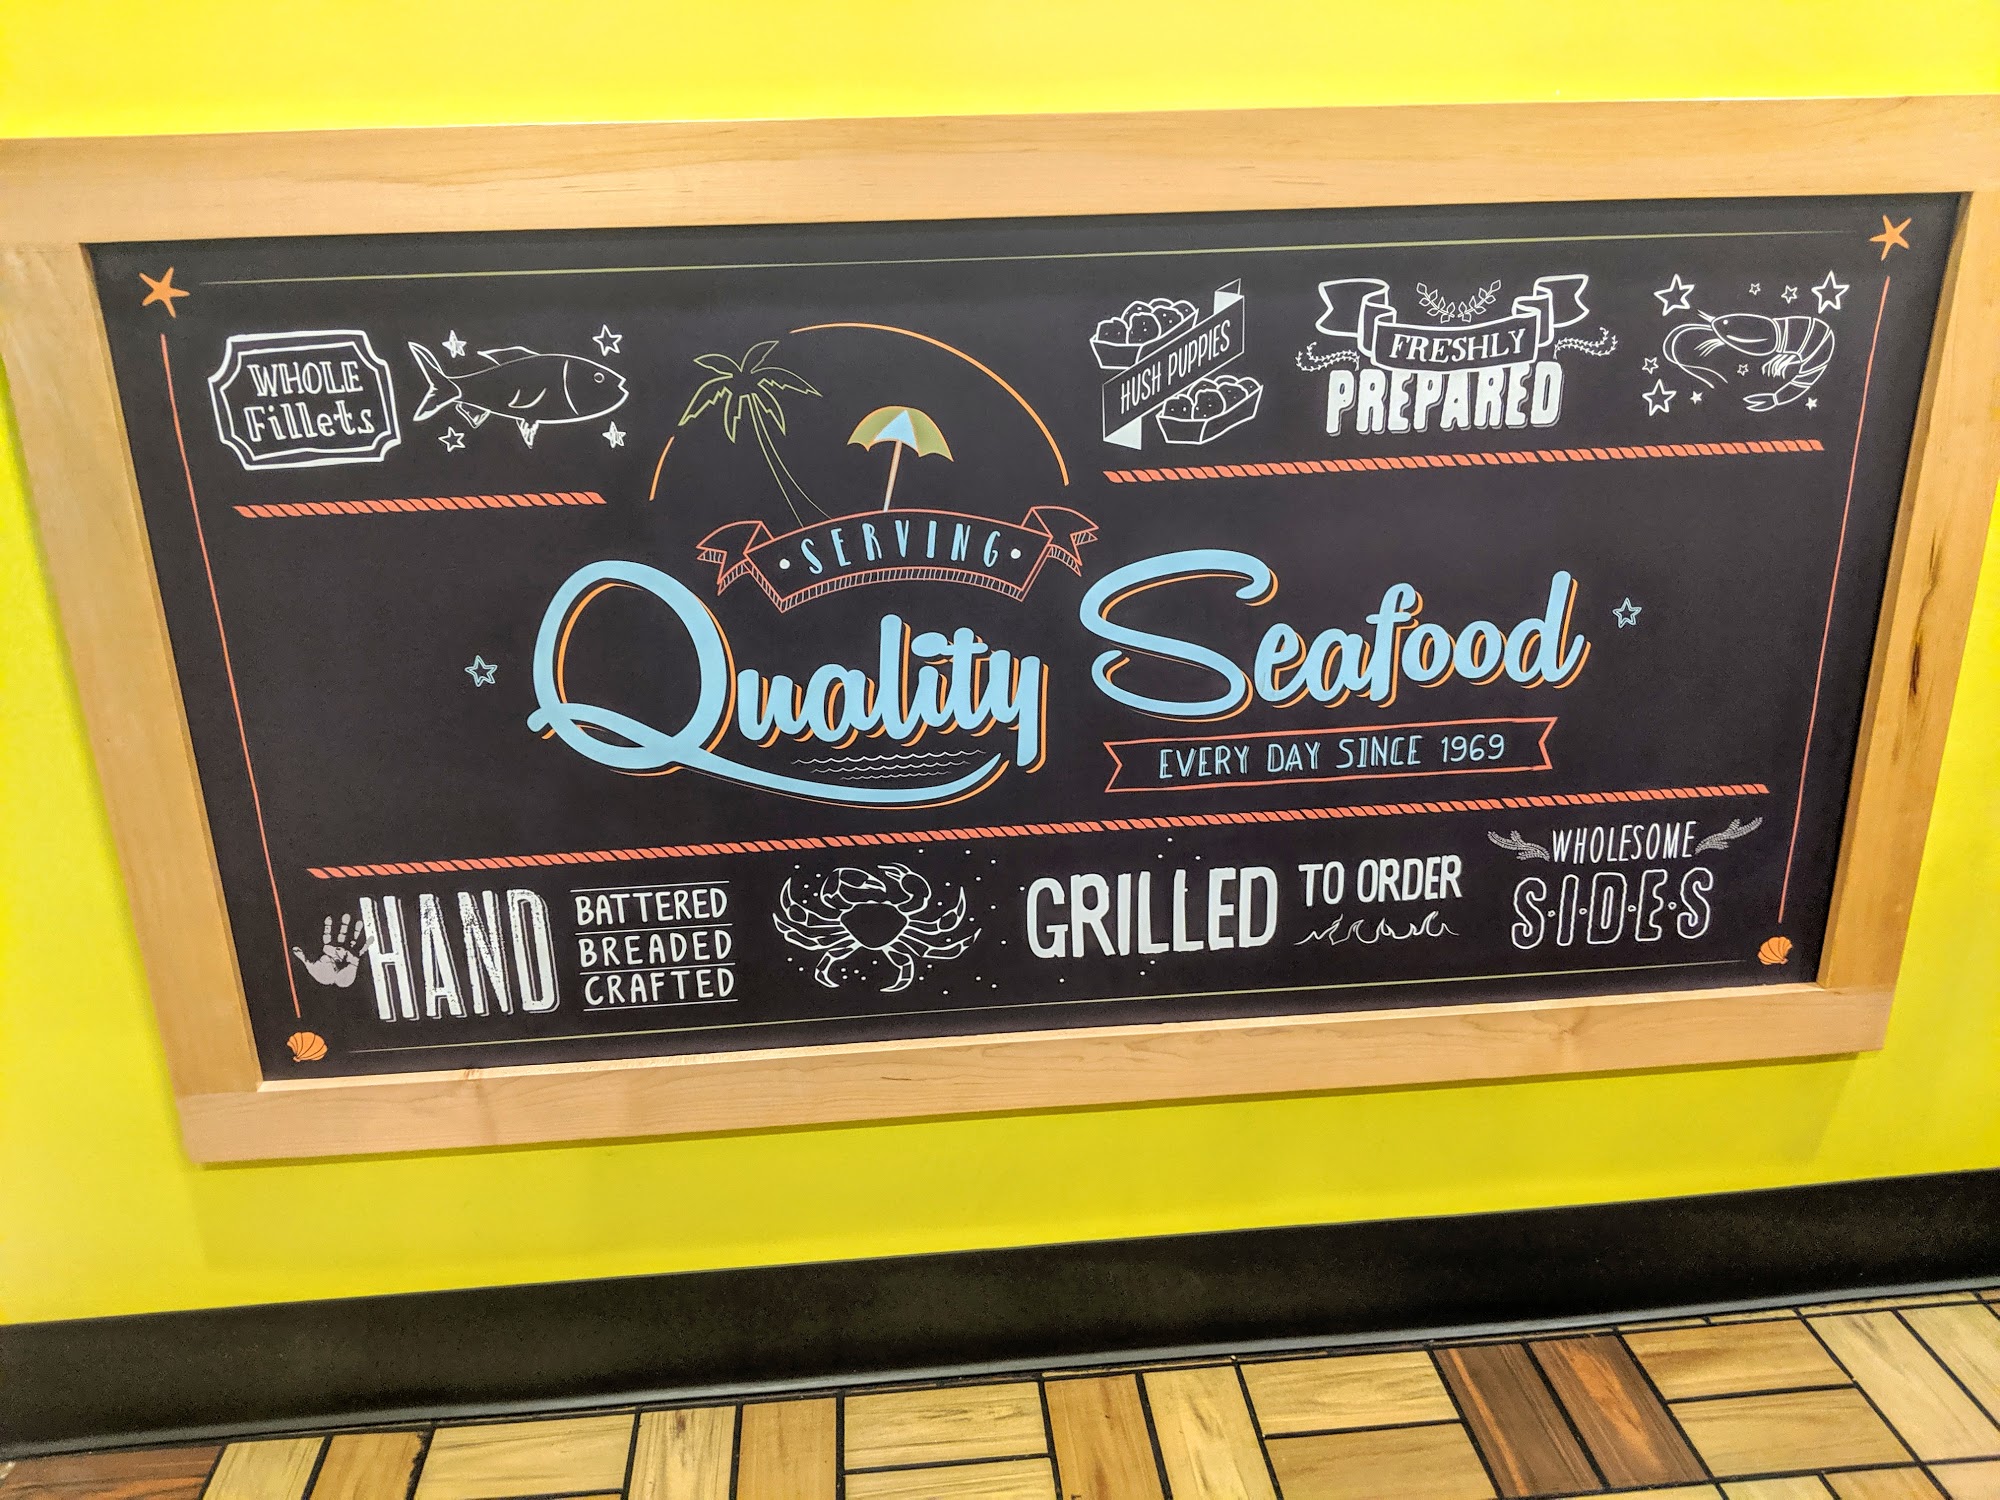 WHOLE
Fillets
HUSH PUPPIES
FRESHLY
PREPARED
SERVING
Quality Seafood
EVERY DAY SINCE 1969
HAND
BATTERED
BREADED
CRAFTED
GRILLED TO ORDER
WHOLESOME
SIDES